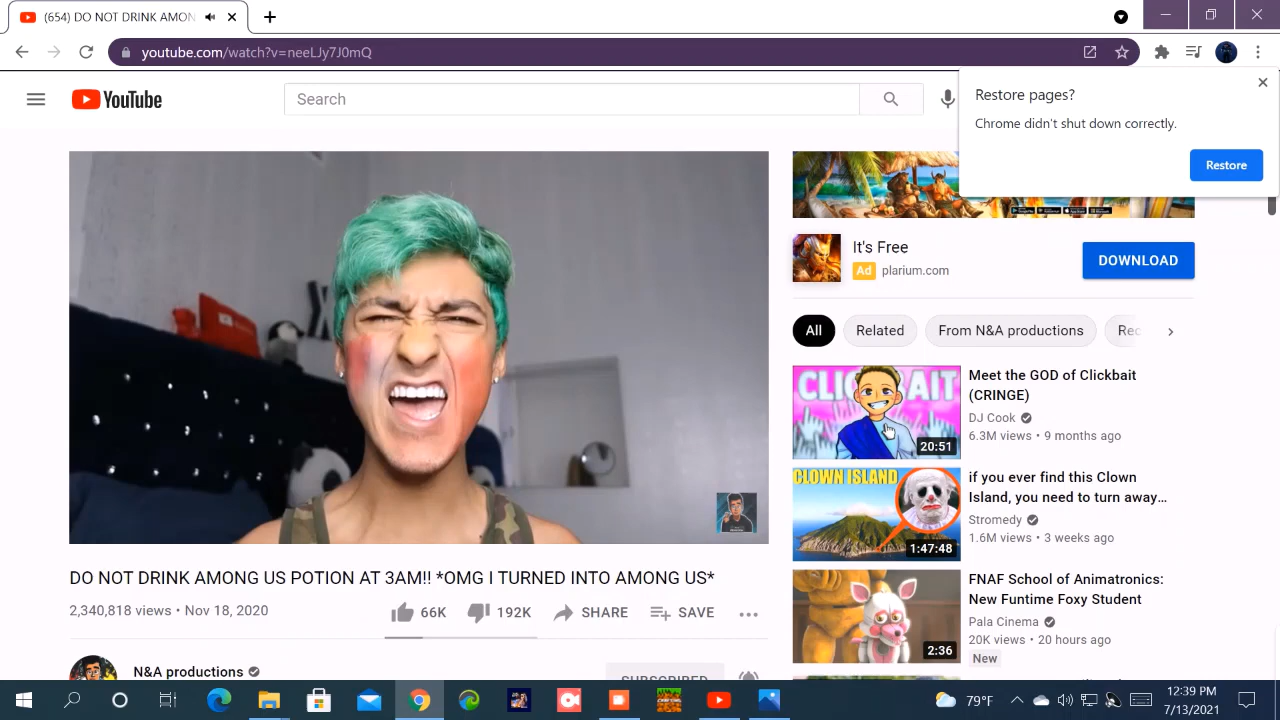 (654) DO NOT DRINK AMON
youtube.com/watch?v=neeLJy7J0mQ
Restore pages?
Chrome didn't shut down correctly.
Restore
YouTube
Search
It's Free
Ad plarium.com
DOWNLOAD
All
Related
From N&A productions
Rec
CLICKBAIT
20:51
Meet the GOD of Clickbait
(CRINGE)
DJ Cook
6.3M views • 9 months ago
CLOWN ISLAND
1:47:48
if you ever find this Clown
Island, you need to turn away...
Stromedy
1.6M views • 3 weeks ago
2:36
FNAF School of Animatronics:
New Funtime Foxy Student
Pala Cinema
20K views • 20 hours ago
New
DO NOT DRINK AMONG US POTION AT 3AM!! *OMG I TURNED INTO AMONG US*
2,340,818 views • Nov 18, 2020
66K
192K
SHARE
SAVE
N&A productions
SUBSCRIBED
79°F
12:39 PM
7/13/2021